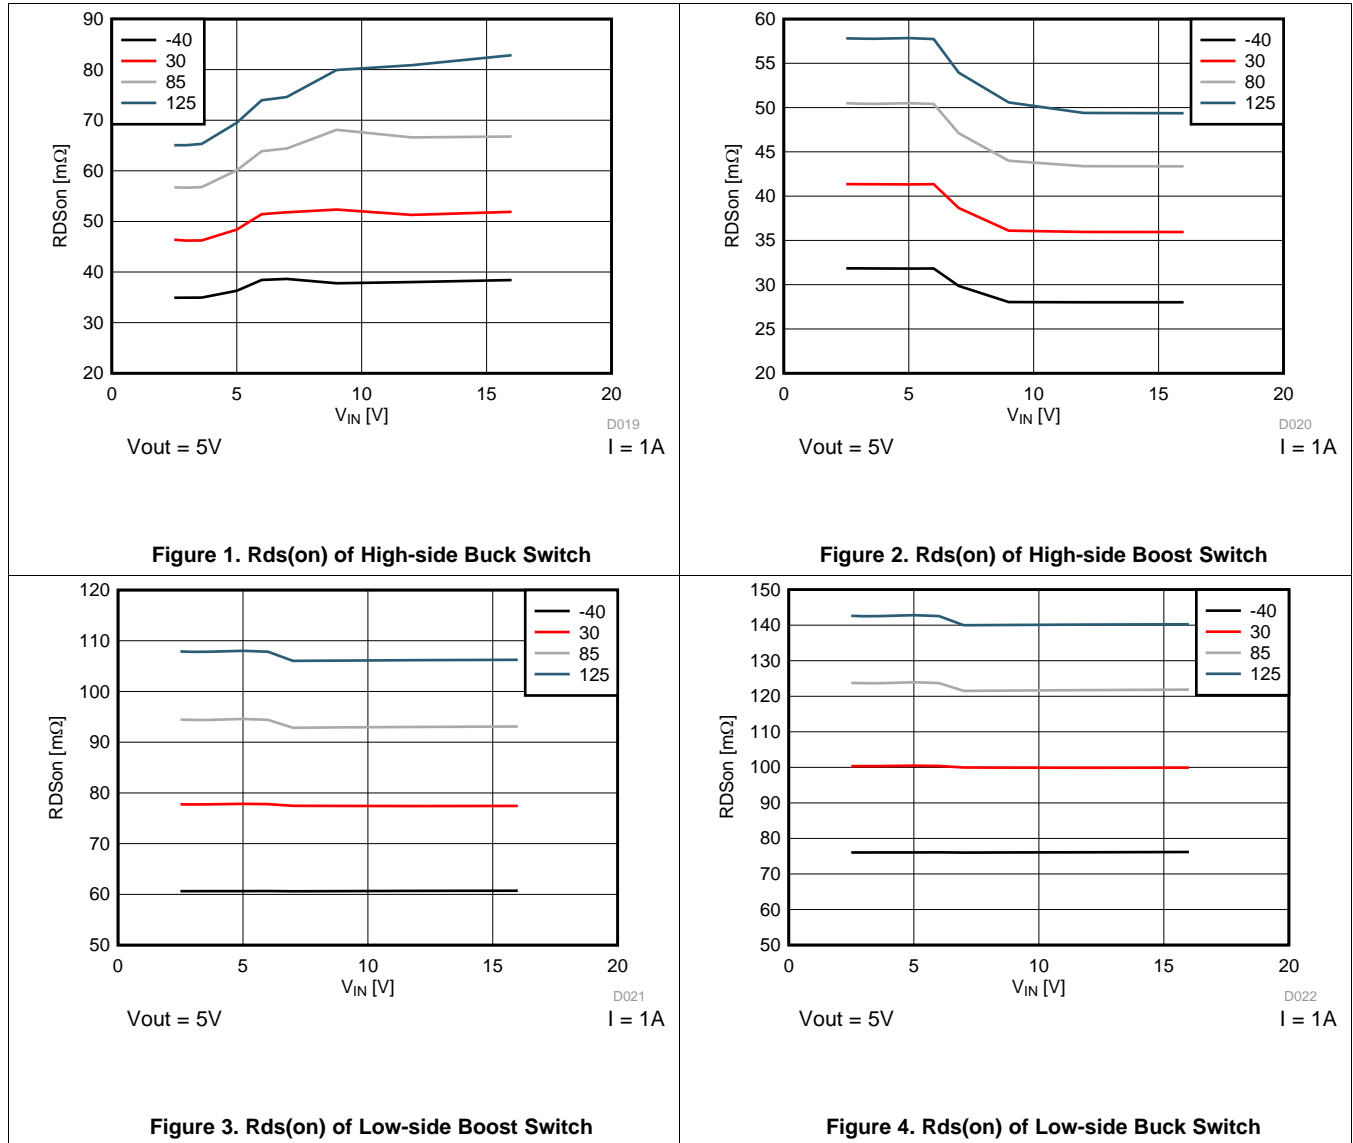 90
80
70
60
50
40
30
20
RDSon [mΩ]
-40
30
85
125
0 5 10 15 20
V_IN [V]
D019
Vout = 5V I = 1A
Figure 1. Rds(on) of High-side Buck Switch
60
55
50
45
40
35
30
25
20
RDSon [mΩ]
-40
30
80
125
0 5 10 15 20
V_IN [V]
D020
Vout = 5V I = 1A
Figure 2. Rds(on) of High-side Boost Switch
120
110
100
90
80
70
60
50
RDSon [mΩ]
-40
30
85
125
0 5 10 15 20
V_IN [V]
D021
Vout = 5V I = 1A
Figure 3. Rds(on) of Low-side Boost Switch
150
140
130
120
110
100
90
80
70
60
50
RDSon [mΩ]
-40
30
85
125
0 5 10 15 20
V_IN [V]
D022
Vout = 5V I = 1A
Figure 4. Rds(on) of Low-side Buck Switch